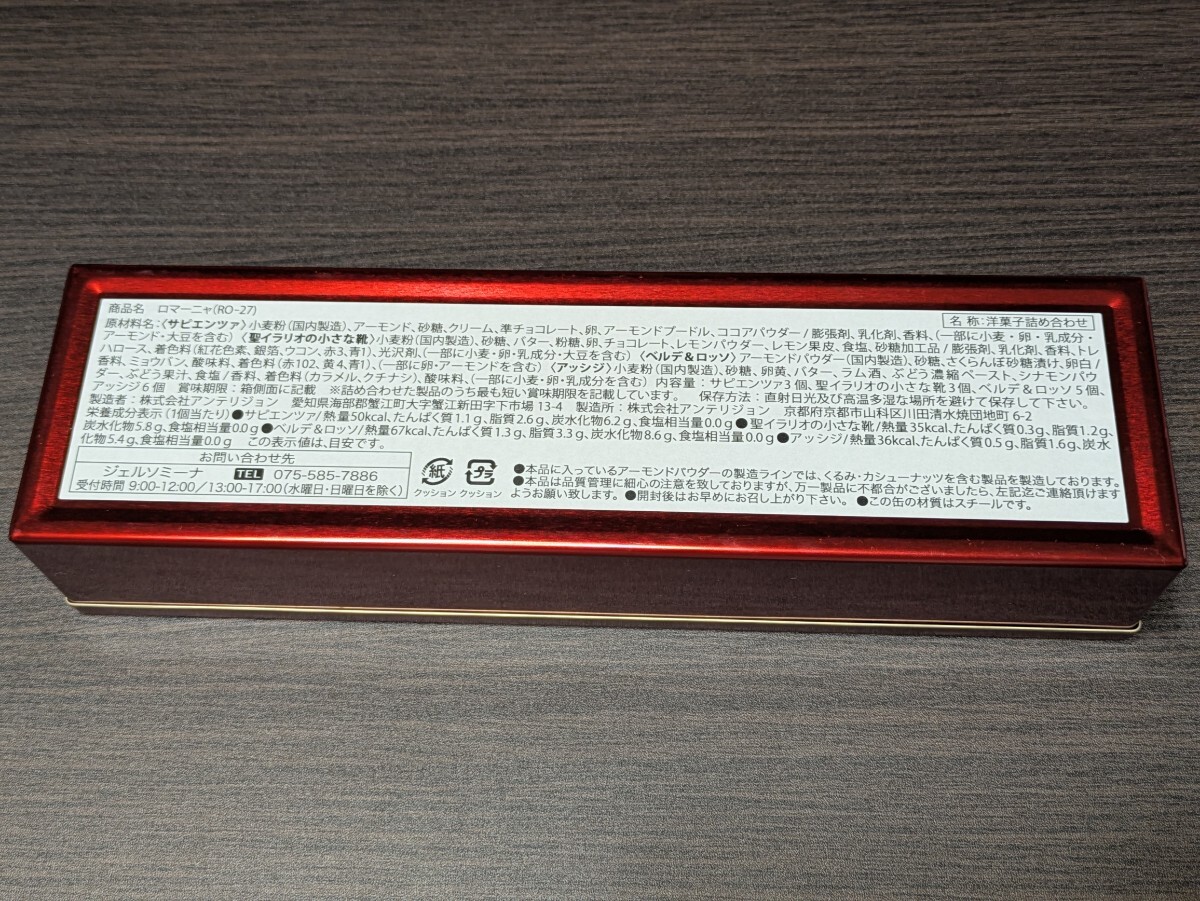 商品名 ロマーニャ(RO-27)
名 称:洋菓子詰め合わせ
原材料名:〈サピエンツァ〉小麦粉(国内製造)、アーモンド、砂糖、クリーム、準チョコレート、卵、アーモンドプードル、ココアパウダー/膨張剤、乳化剤、香料、(一部に小麦・卵・乳成分・
アーモンド・大豆を含む)〈聖イラリオの小さな靴〉小麦粉(国内製造)、砂糖、バター、粉糖、卵、チョコレート、レモンパウダー、レモン果皮、食塩、砂糖加工品/膨張剤、乳化剤、香料、トレ
ハロース、着色料(紅花色素、銀箔、ウコン、赤3、青1)、光沢剤、(一部に小麦・卵・乳成分・大豆を含む)〈ベルデ&ロッソ〉アーモンドパウダー(国内製造)、砂糖、さくらんぼ砂糖漬け、卵白/
香料、ミョウバン、酸味料、着色料(赤102、黄4、青1)、(一部に卵・アーモンドを含む)〈アッシジ〉小麦粉(国内製造)、砂糖、卵黄、バター、ラム酒、ぶどう濃縮ペースト、シナモンパウ
ダー、ぶどう果汁、食塩/香料、着色料(カラメル、クチナシ)、酸味料、(一部に小麦・卵・乳成分を含む) 内容量:サピエンツァ3個、聖イラリオの小さな靴3個、ベルデ&ロッソ5個、
アッシジ6個 賞味期限:箱側面に記載 ※詰め合わせた製品のうち最も短い賞味期限を記載しています。 保存方法:直射日光及び高温多湿な場所を避けて保存して下さい。
製造者:株式会社アンテリジョン 愛知県海部郡蟹江町大字蟹江新田字下市場13-4 製造所:株式会社アンテリジョン 京都府京都市山科区川田清水焼団地町6-2
栄養成分表示(1個当たり)●サピエンツァ/熱量50kcal、たんぱく質1.1g、脂質2.6g、炭水化物6.2g、食塩相当量0.0g●聖イラリオの小さな靴/熱量35kcal、たんぱく質0.3g、脂質1.2g、
炭水化物5.8g、食塩相当量0.0g●ベルデ&ロッソ/熱量67kcal、たんぱく質1.3g、脂質3.3g、炭水化物8.6g、食塩相当量0.0g●アッシジ/熱量36kcal、たんぱく質0.5g、脂質1.6g、炭水
化物5.4g、食塩相当量0.0g この表示値は、目安です。
お問い合わせ先
ジェルソミーナ TEL 075-585-7886
受付時間 9:00-12:00/13:00-17:00(水曜日・日曜日を除く)
紙 プラ
クッション クッション
●本品に入っているアーモンドパウダーの製造ラインでは、くるみ・カシューナッツを含む製品を製造しております。
●本品は品質管理に細心の注意を致しておりますが、万一製品に不都合がございましたら、左記迄ご連絡頂けます
ようお願い致します。●開封後はお早めにお召し上がり下さい。 ●この缶の材質はスチールです。